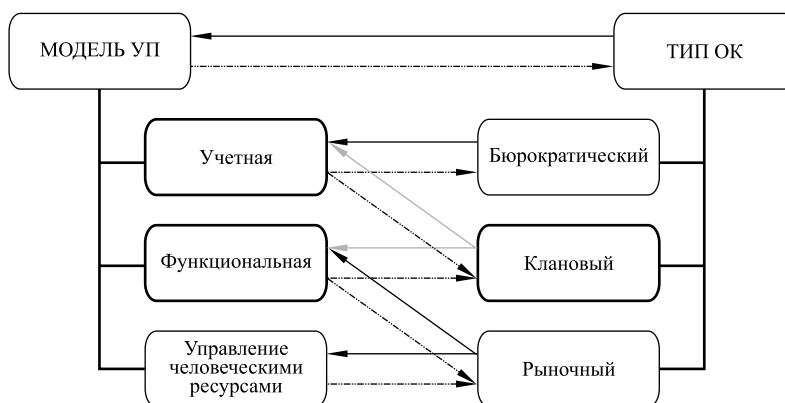 МОДЕЛЬ УП
ТИП ОК
Учетная
Бюрократический
Функциональная
Клановый
Управление
человеческими
ресурсами
Рыночный